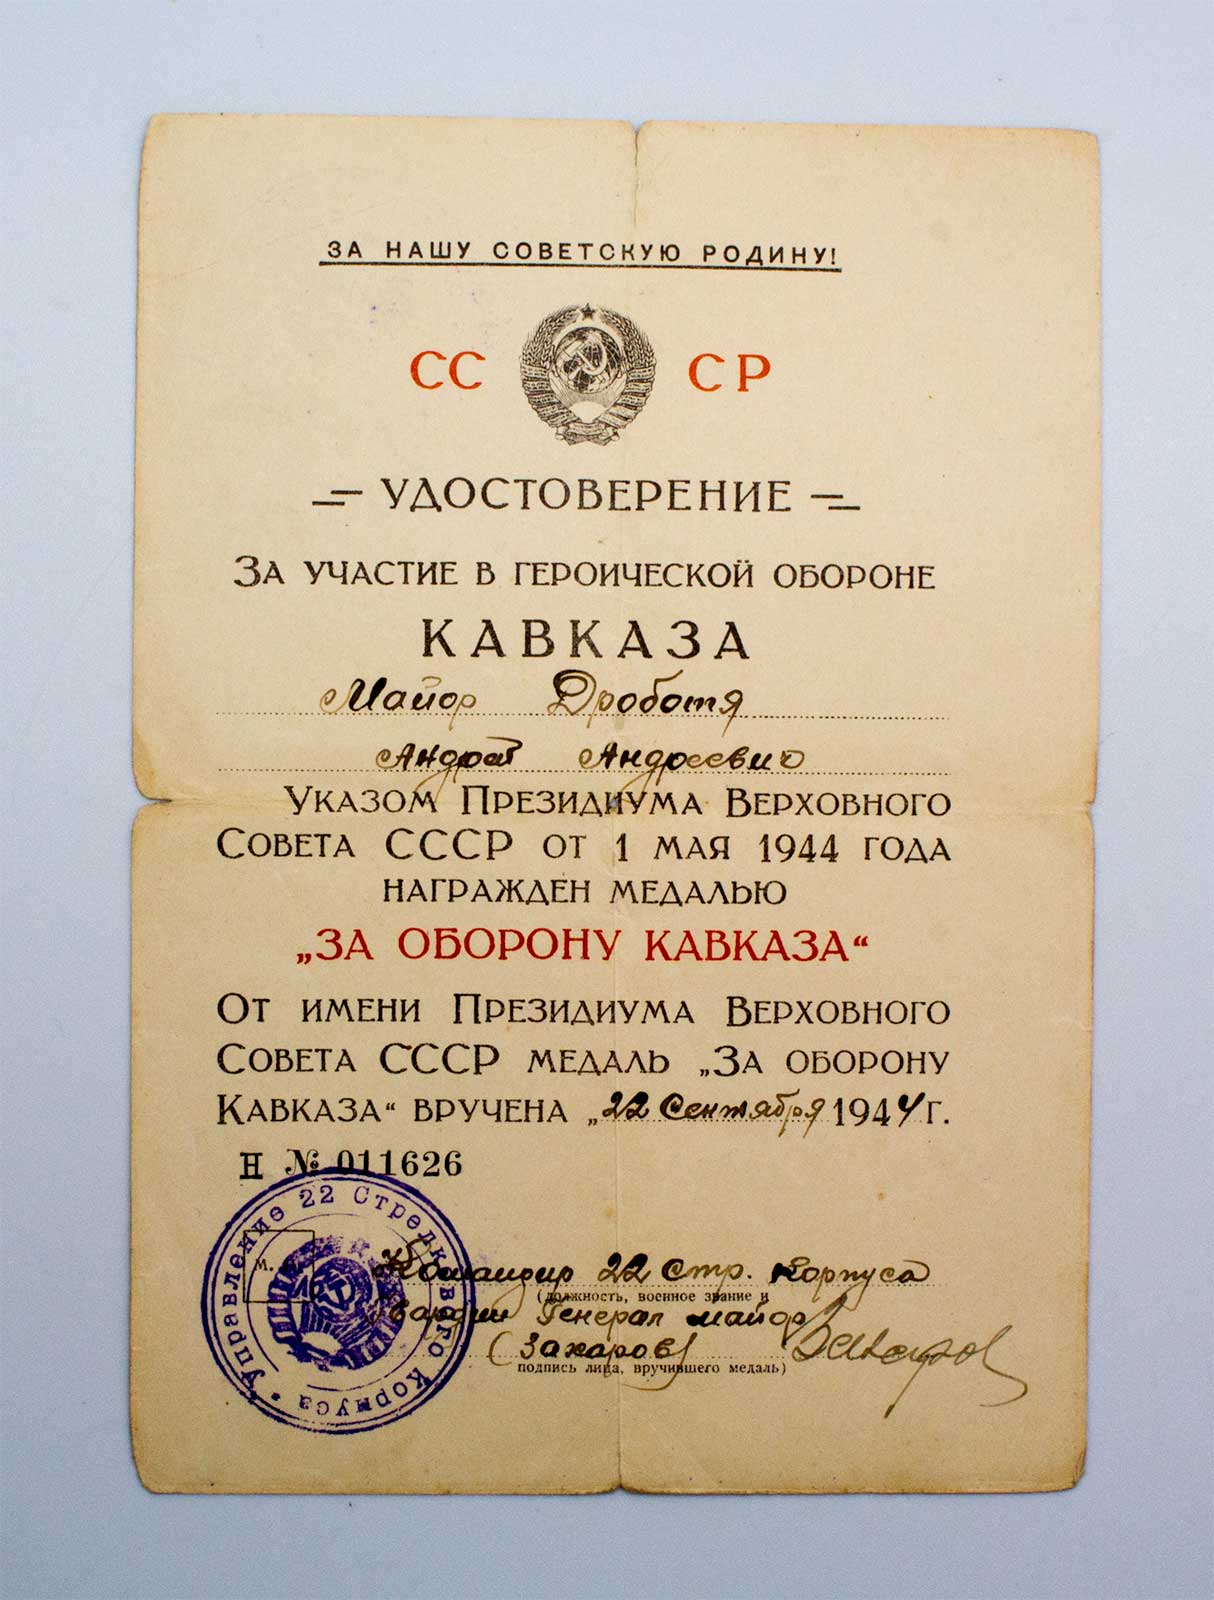 ЗА НАШУ СОВЕТСКУЮ РОДИНУ!
СС СР
УДОСТОВЕРЕНИЕ
ЗА УЧАСТИЕ В ГЕРОИЧЕСКОЙ ОБОРОНЕ
КАВКАЗА
Майор Дроботя
Андрей Андреевич
УКАЗОМ ПРЕЗИДИУМА ВЕРХОВНОГО
СОВЕТА СССР ОТ 1 МАЯ 1944 ГОДА
НАГРАЖДЕН МЕДАЛЬЮ
„ЗА ОБОРОНУ КАВКАЗА“
ОТ ИМЕНИ ПРЕЗИДИУМА ВЕРХОВНОГО
СОВЕТА СССР МЕДАЛЬ „ЗА ОБОРОНУ
КАВКАЗА“ ВРУЧЕНА „22 Сентября 1944 Г.
Н № 011626
Управление 22 Стрелкового Корпуса
М.
Командир 22 Стр. Корпуса
(должность, военное звание и
Гвардии Генерал майор
(Захаров) Захаров
подпись лица, вручившего медаль)